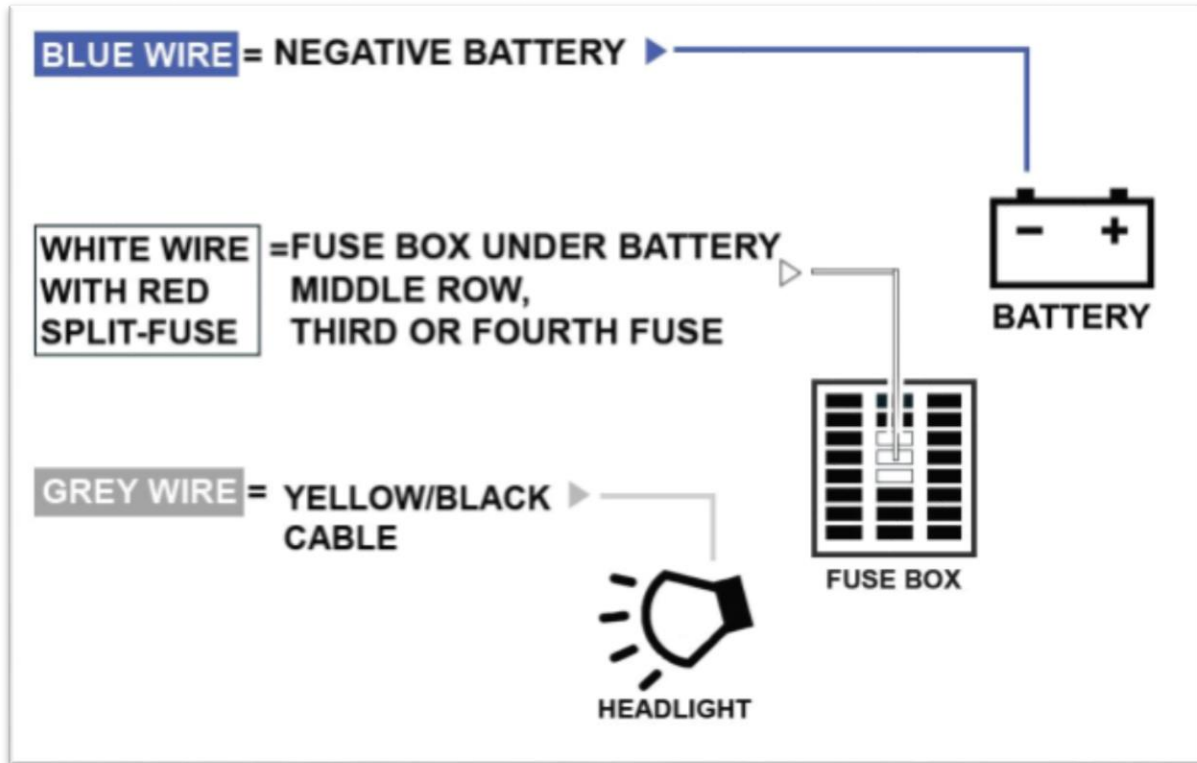 BLUE WIRE = NEGATIVE BATTERY
- +
BATTERY
WHITE WIRE =FUSE BOX UNDER BATTERY
WITH RED MIDDLE ROW,
SPLIT-FUSE THIRD OR FOURTH FUSE
FUSE BOX
GREY WIRE = YELLOW/BLACK
CABLE
HEADLIGHT